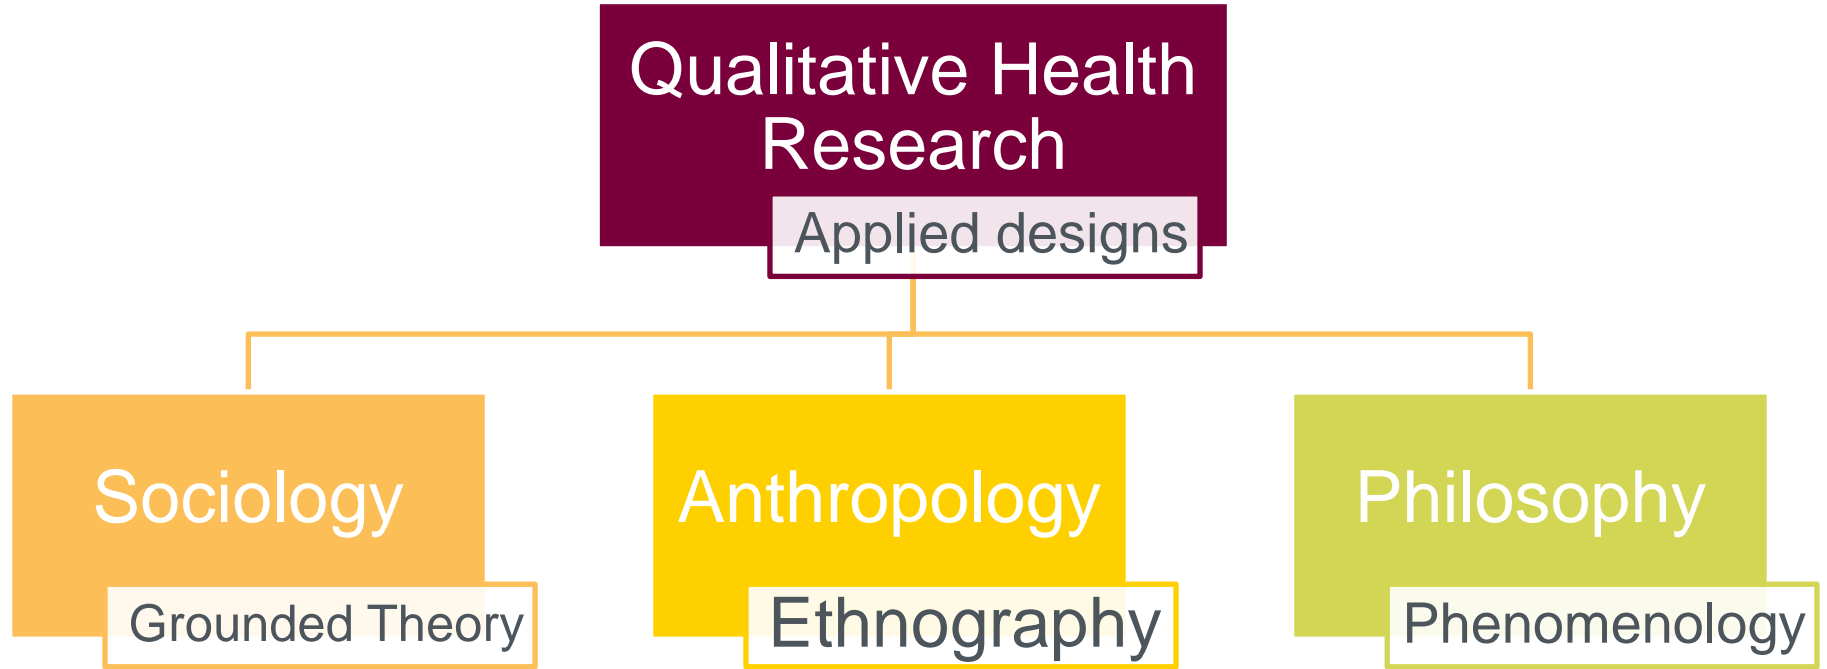 Qualitative Health
Research
Applied designs
Sociology
Grounded Theory
Anthropology
Ethnography
Philosophy
Phenomenology